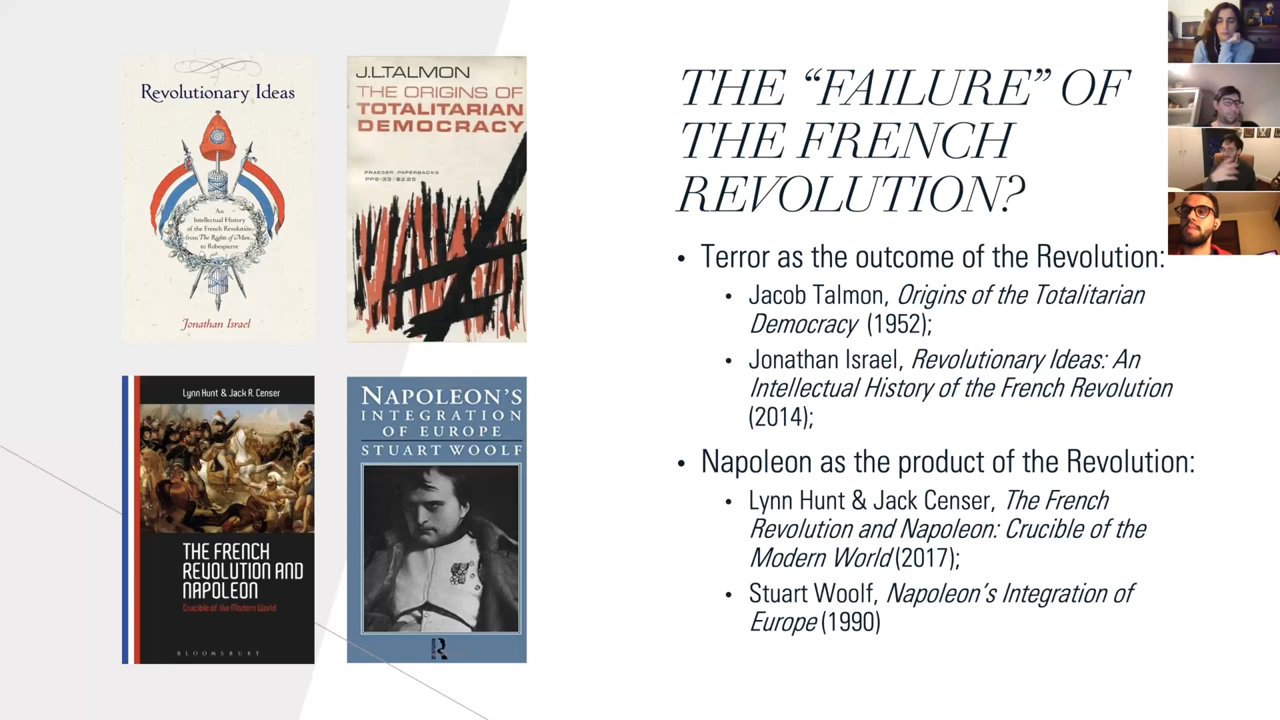 Revolutionary Ideas
An
Intellectual History
of the French Revolution
from The Rights of Man
to Robespierre
Jonathan Israel
J.L.TALMON
THE ORIGINS OF
TOTALITARIAN
DEMOCRACY
PRAEGER PAPERBACKS
PPS-33 $2.25
Lynn Hunt & Jack R. Censer
THE FRENCH
REVOLUTION AND
NAPOLEON
Crucible of the Modern World
BLOOMSBURY
NAPOLEON'S
INTEGRATION
OF EUROPE
STUART WOOLF
R
THE “FAILURE” OF
THE FRENCH
REVOLUTION?
• Terror as the outcome of the Revolution:
• Jacob Talmon, Origins of the Totalitarian
Democracy (1952);
• Jonathan Israel, Revolutionary Ideas: An
Intellectual History of the French Revolution
(2014);
• Napoleon as the product of the Revolution:
• Lynn Hunt & Jack Censer, The French
Revolution and Napoleon: Crucible of the
Modern World (2017);
• Stuart Woolf, Napoleon's Integration of
Europe (1990)